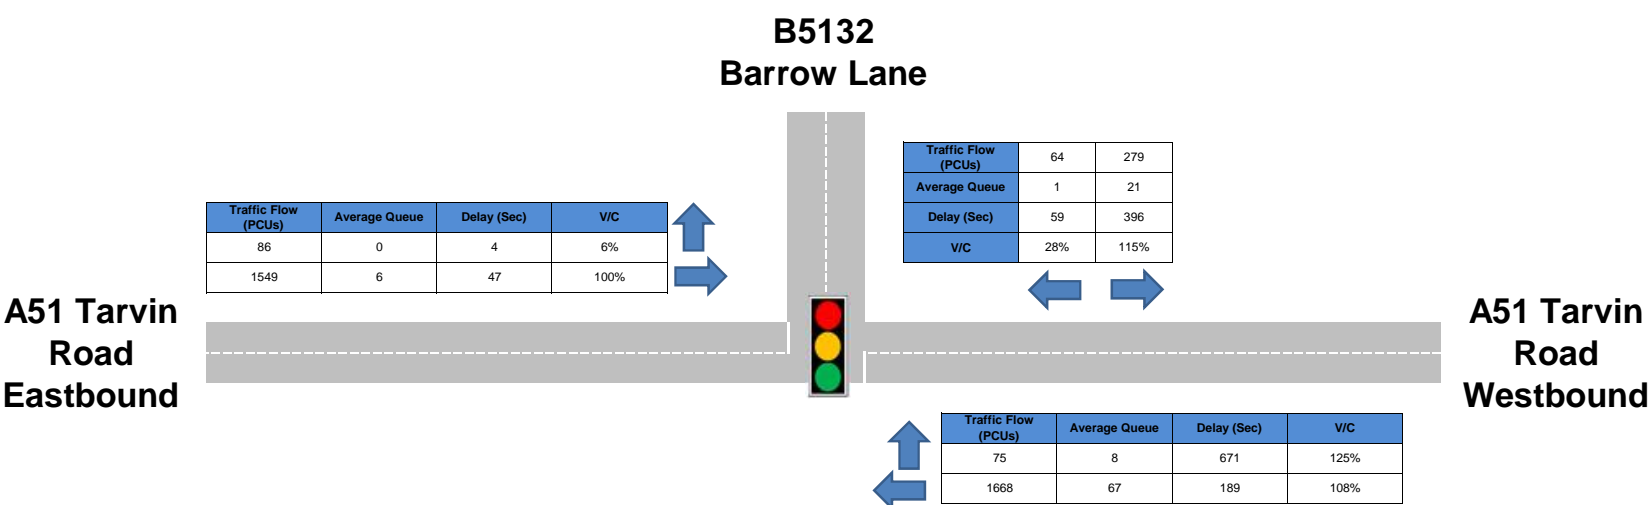 B5132
Barrow Lane
Traffic Flow
(PCUs)
64
279
Average Queue
1
21
Delay (Sec)
59
396
V/C
28%
115%
Traffic Flow
(PCUs)
Average Queue
Delay (Sec)
V/C
86
0
4
6%
1549
6
47
100%
A51 Tarvin
Road
Eastbound
A51 Tarvin
Road
Westbound
Traffic Flow
(PCUs)
Average Queue
Delay (Sec)
V/C
75
8
671
125%
1668
67
189
108%